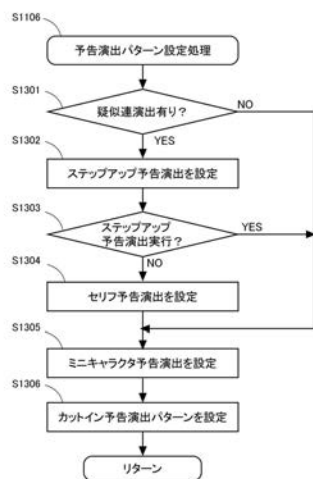 S1106
予告演出パターン設定処理
S1301
疑似連演出有り？
NO
YES
S1302
ステップアップ予告演出を設定
S1303
ステップアップ
予告演出実行？
YES
NO
S1304
セリフ予告演出を設定
S1305
ミニキャラクタ予告演出を設定
S1306
カットイン予告演出パターンを設定
リターン